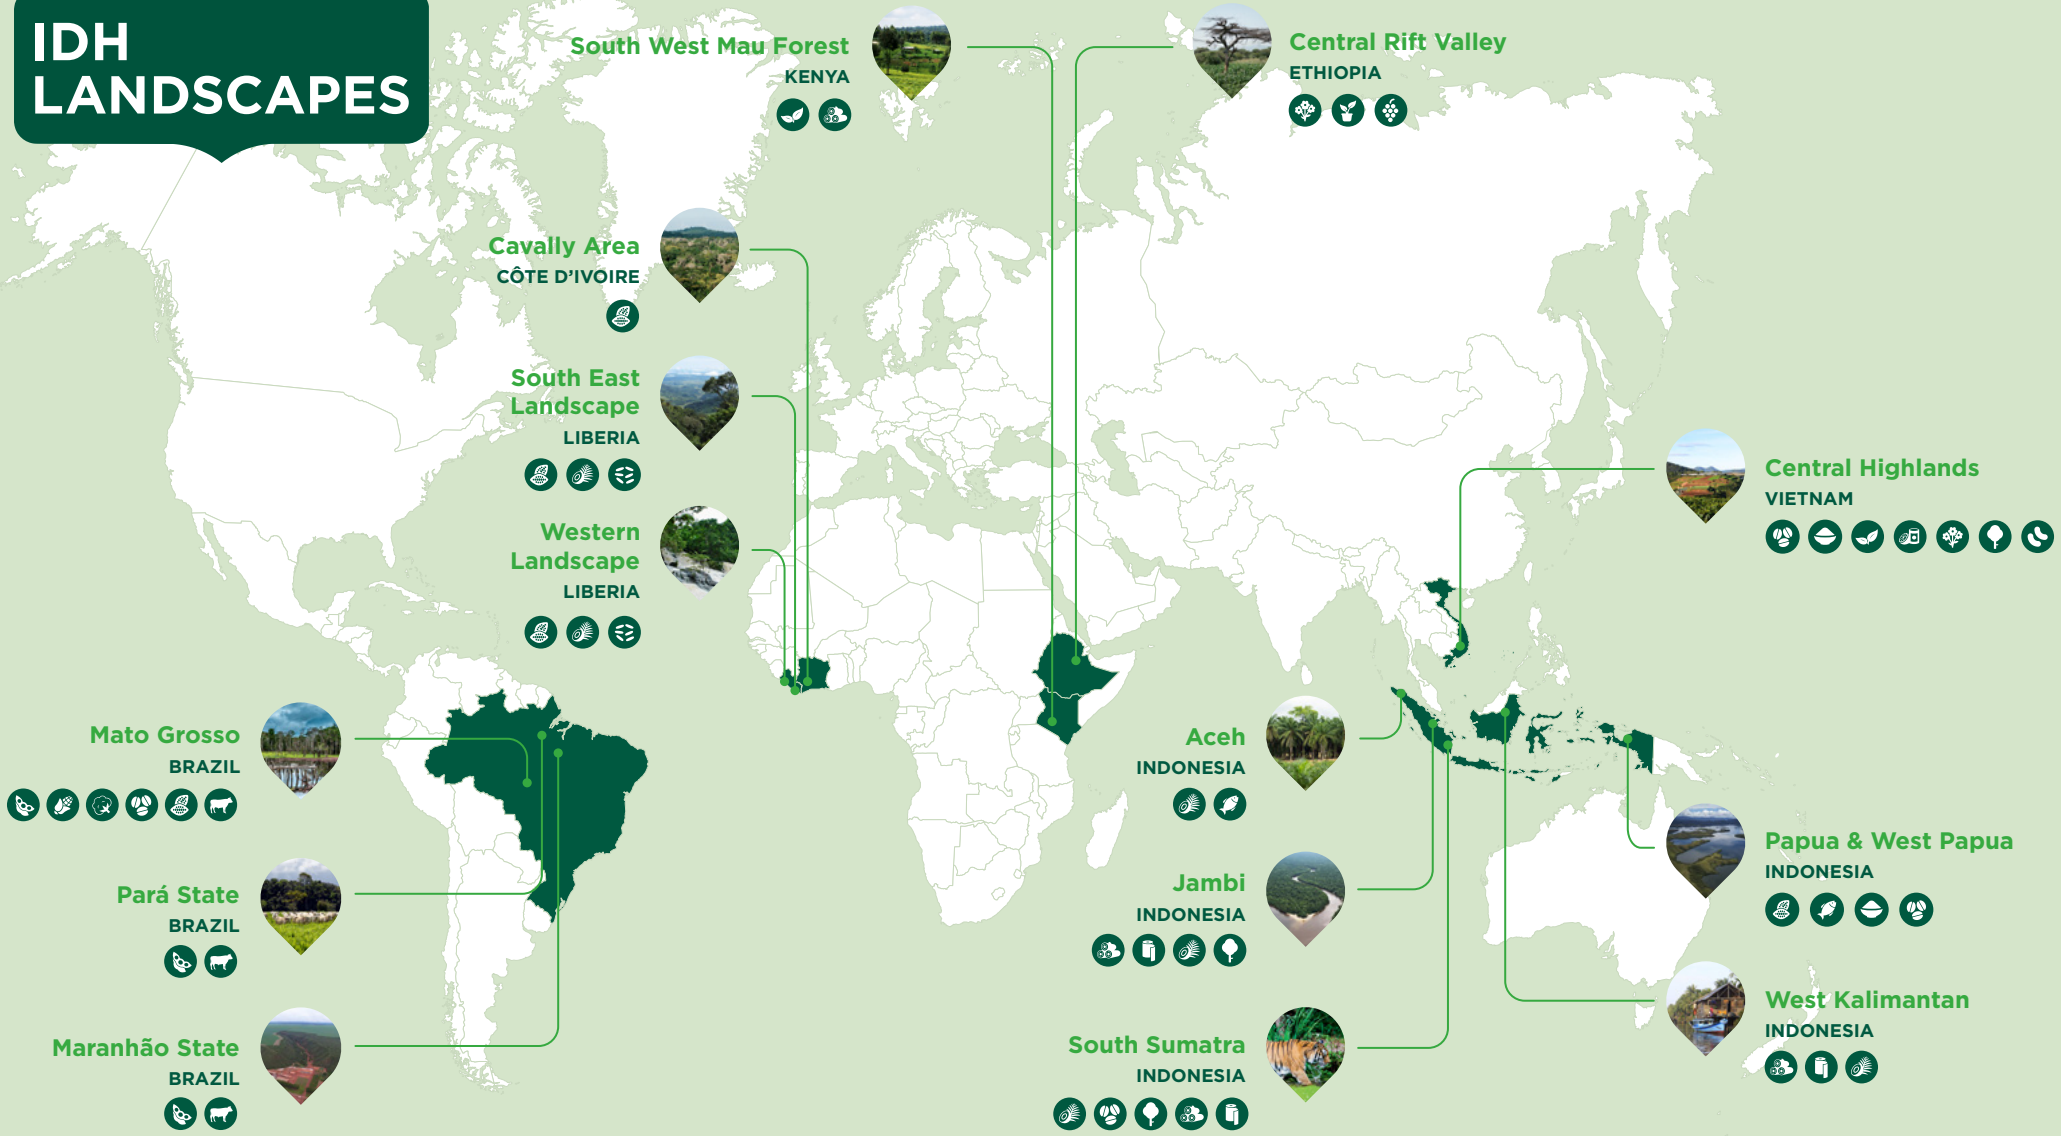 IDH
LANDSCAPES
South West Mau Forest
KENYA
Central Rift Valley
ETHIOPIA
Cavally Area
CÔTE D'IVOIRE
South East
Landscape
LIBERIA
Western
Landscape
LIBERIA
Central Highlands
VIETNAM
Mato Grosso
BRAZIL
Pará State
BRAZIL
Maranhão State
BRAZIL
Aceh
INDONESIA
Jambi
INDONESIA
South Sumatra
INDONESIA
Papua & West Papua
INDONESIA
West Kalimantan
INDONESIA